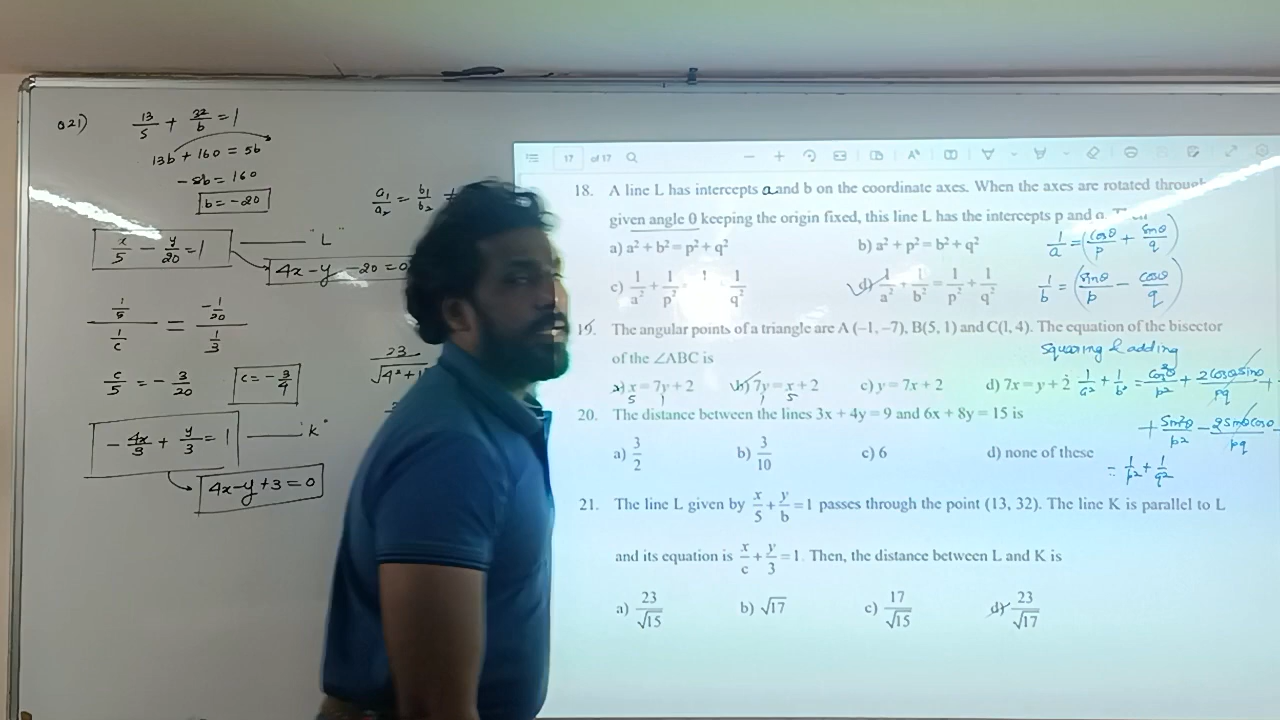 Q21) 13/5 + 32/b = 1
13b + 160 = 5b
-8b = 160
b = -20
x/5 - y/20 = 1 "L"
4x-y -20 = 0
(1/5)/(1/c) = (-1/20)/(1/3)
c/5 = -3/20
c = -3/4
-4x/3 + y/3 = 1 "K"
4x-y+3 = 0
a₁/a₂ = b₁/b₂
23
√4²+1
17 of 17
18. A line L has intercepts a and b on the coordinate axes. When the axes are rotated through
given angle θ keeping the origin fixed, this line L has the intercepts p and q.
a) a² + b² = p² + q² b) a² + p² = b² + q²
c) 1/a² + 1/p² 1 1/q² d) 1/a² + 1/b² = 1/p² + 1/q²
1/a = (cosθ/p + sinθ/q)
1/b = (sinθ/p - cosθ/q)
19. The angular points of a triangle are A (−1, −7), B(5, 1) and C(1, 4). The equation of the bisector
of the ∠ABC is
a) x = 7y + 2 b) 7y = x + 2 c) y = 7x + 2 d) 7x = y + 2
5 1 1 5
Squaring & adding
1/a² + 1/b² = cos²θ/p² + 2cosθsinθ/pq +
+ sin²θ/p² - 2sinθcosθ/pq
= 1/p² + 1/q²
20. The distance between the lines 3x + 4y = 9 and 6x + 8y = 15 is
a) 3/2 b) 3/10 c) 6 d) none of these
21. The line L given by x/5 + y/b = 1 passes through the point (13, 32). The line K is parallel to L
and its equation is x/c + y/3 = 1. Then, the distance between L and K is
a) 23/√15 b) √17 c) 17/√15 d) 23/√17